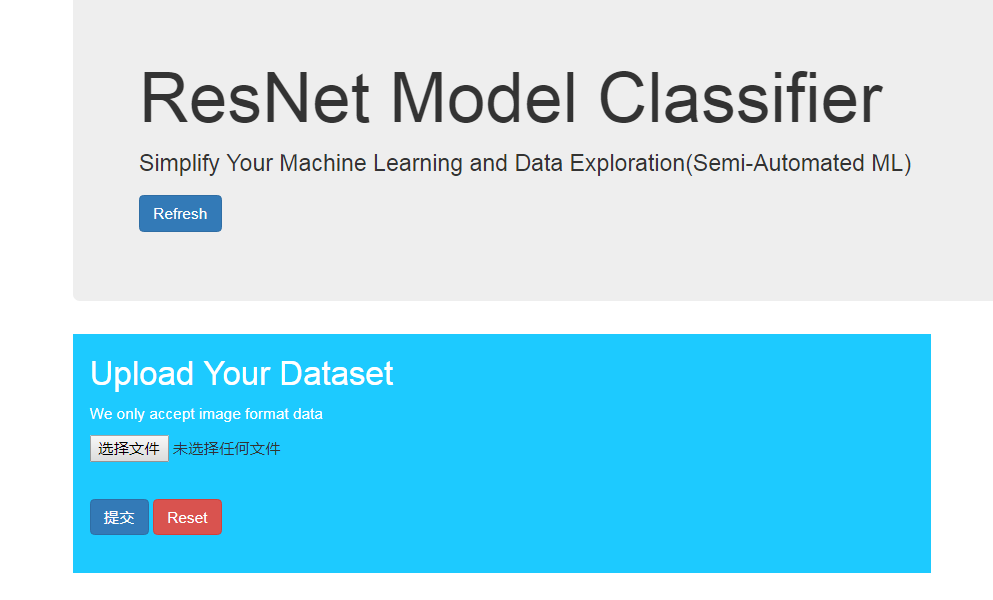 ResNet Model Classifier
Simplify Your Machine Learning and Data Exploration(Semi-Automated ML)
Refresh
Upload Your Dataset
We only accept image format data
选择文件 未选择任何文件
提交 Reset